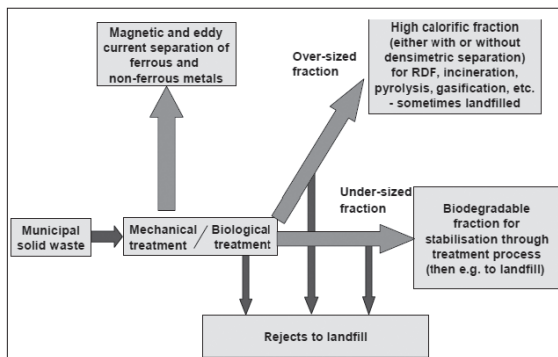 Magnetic and eddy
current separation of
ferrous and
non-ferrous metals
Over-sized
fraction
High calorific fraction
(either with or without
densimetric separation)
for RDF, incineration,
pyrolysis, gasification, etc.
- sometimes landfilled
Municipal
solid waste
Mechanical
treatment
/ Biological
treatment
Under-sized
fraction
Biodegradable
fraction for
stabilisation through
treatment process
(then e.g. to landfill)
Rejects to landfill